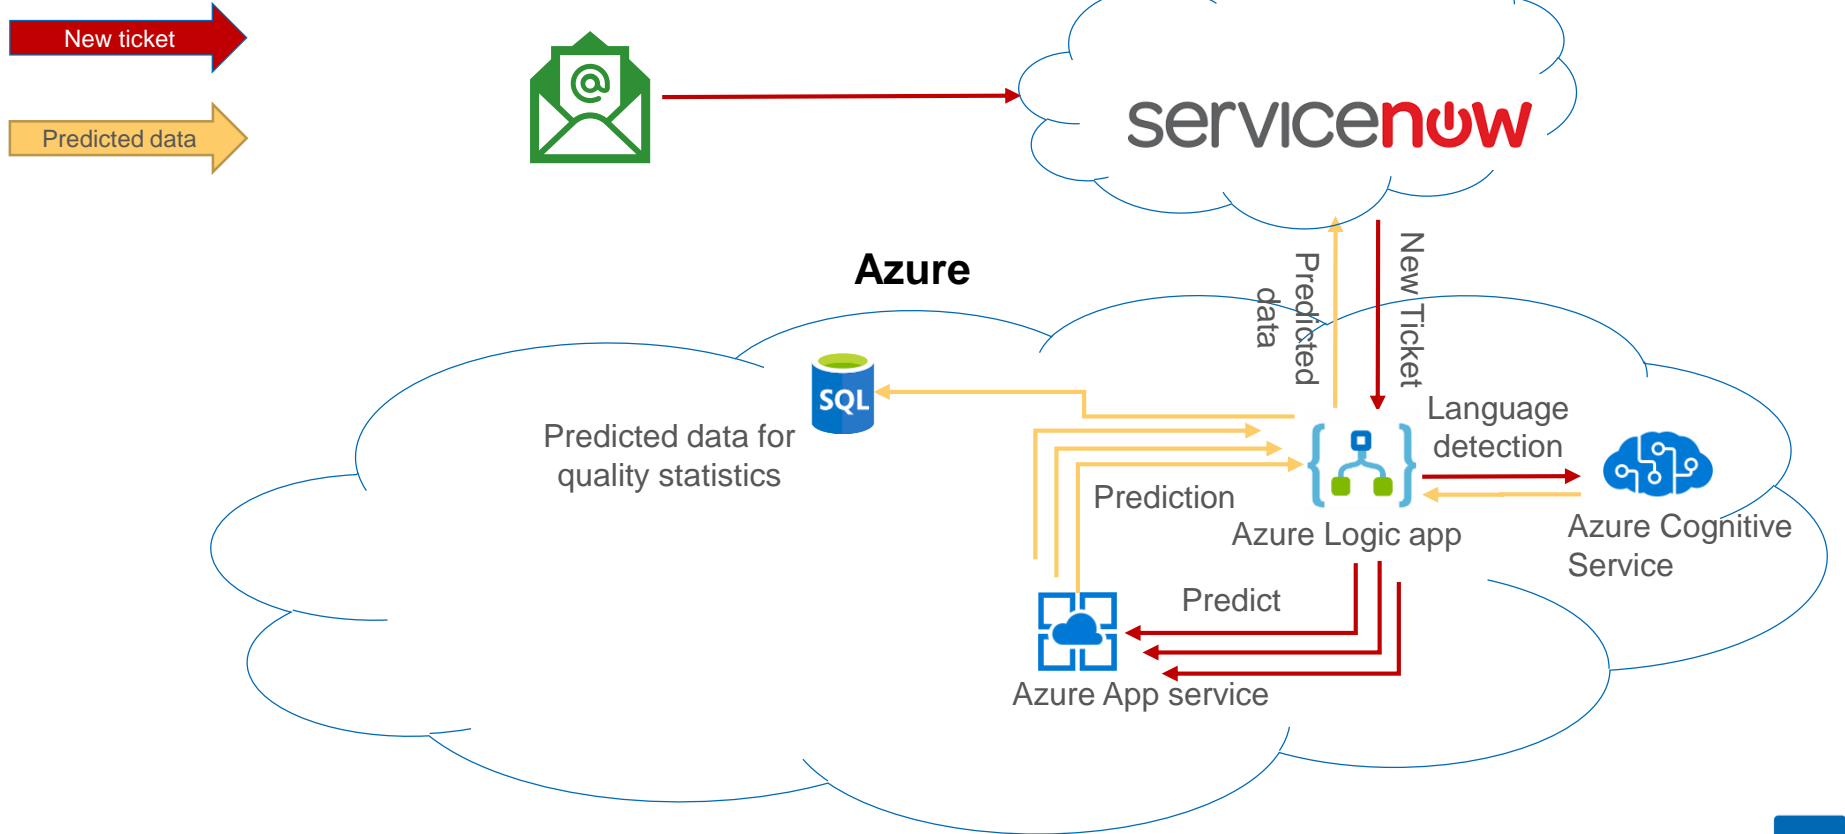 New ticket
@
servicenow
Predicted data
Azure
Predicted
data
New Ticket
SQL
Predicted data for
quality statistics
Language
detection
Prediction
Azure Logic app
Azure Cognitive
Service
Predict
Azure App service